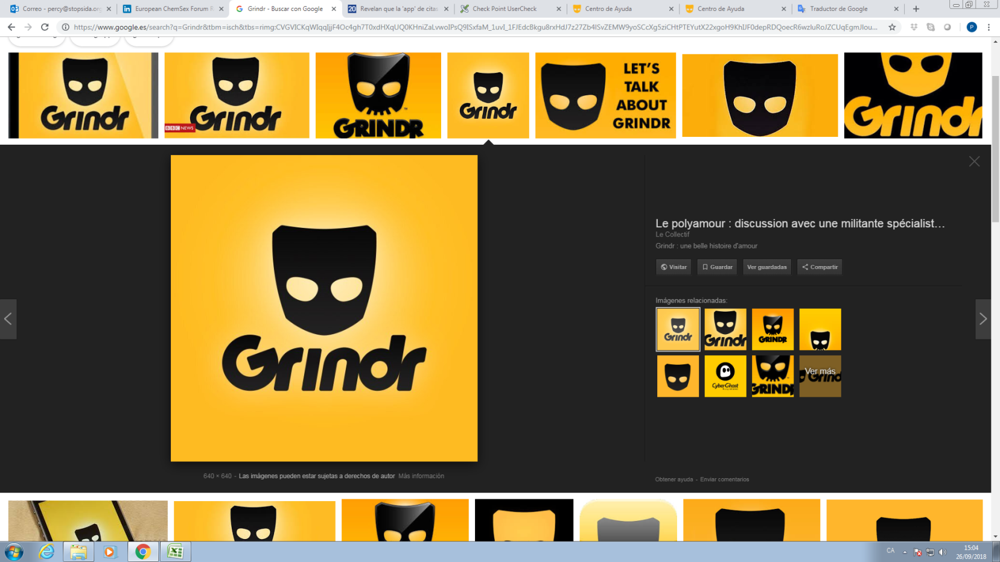 Correo - percy@stopsida.org
European ChemSex Forum R
Grindr - Buscar con Google
20
Revelan que la 'app' de citas
Check Point UserCheck
Centro de Ayuda
Centro de Ayuda
Traductor de Google
P
Grindr
BBC NEWS
Grindr
GRINDR
Grindr
LET'S
TALK
ABOUT
GRINDR
Grindr
Grindr
Le polyamour : discussion avec une militante spécialist...
Le Collectif
Grindr : une belle histoire d'amour
Visitar
Guardar
Ver guardadas
Compartir
Imágenes relacionadas:
Grindr
Grindr
GRINDR
CyberGhost
GRINDR
Ver más
Grindr
640 × 640 - Las imágenes pueden estar sujetas a derechos de autor Más información
Obtener ayuda - Enviar comentarios
CA
15:04
26/09/2018